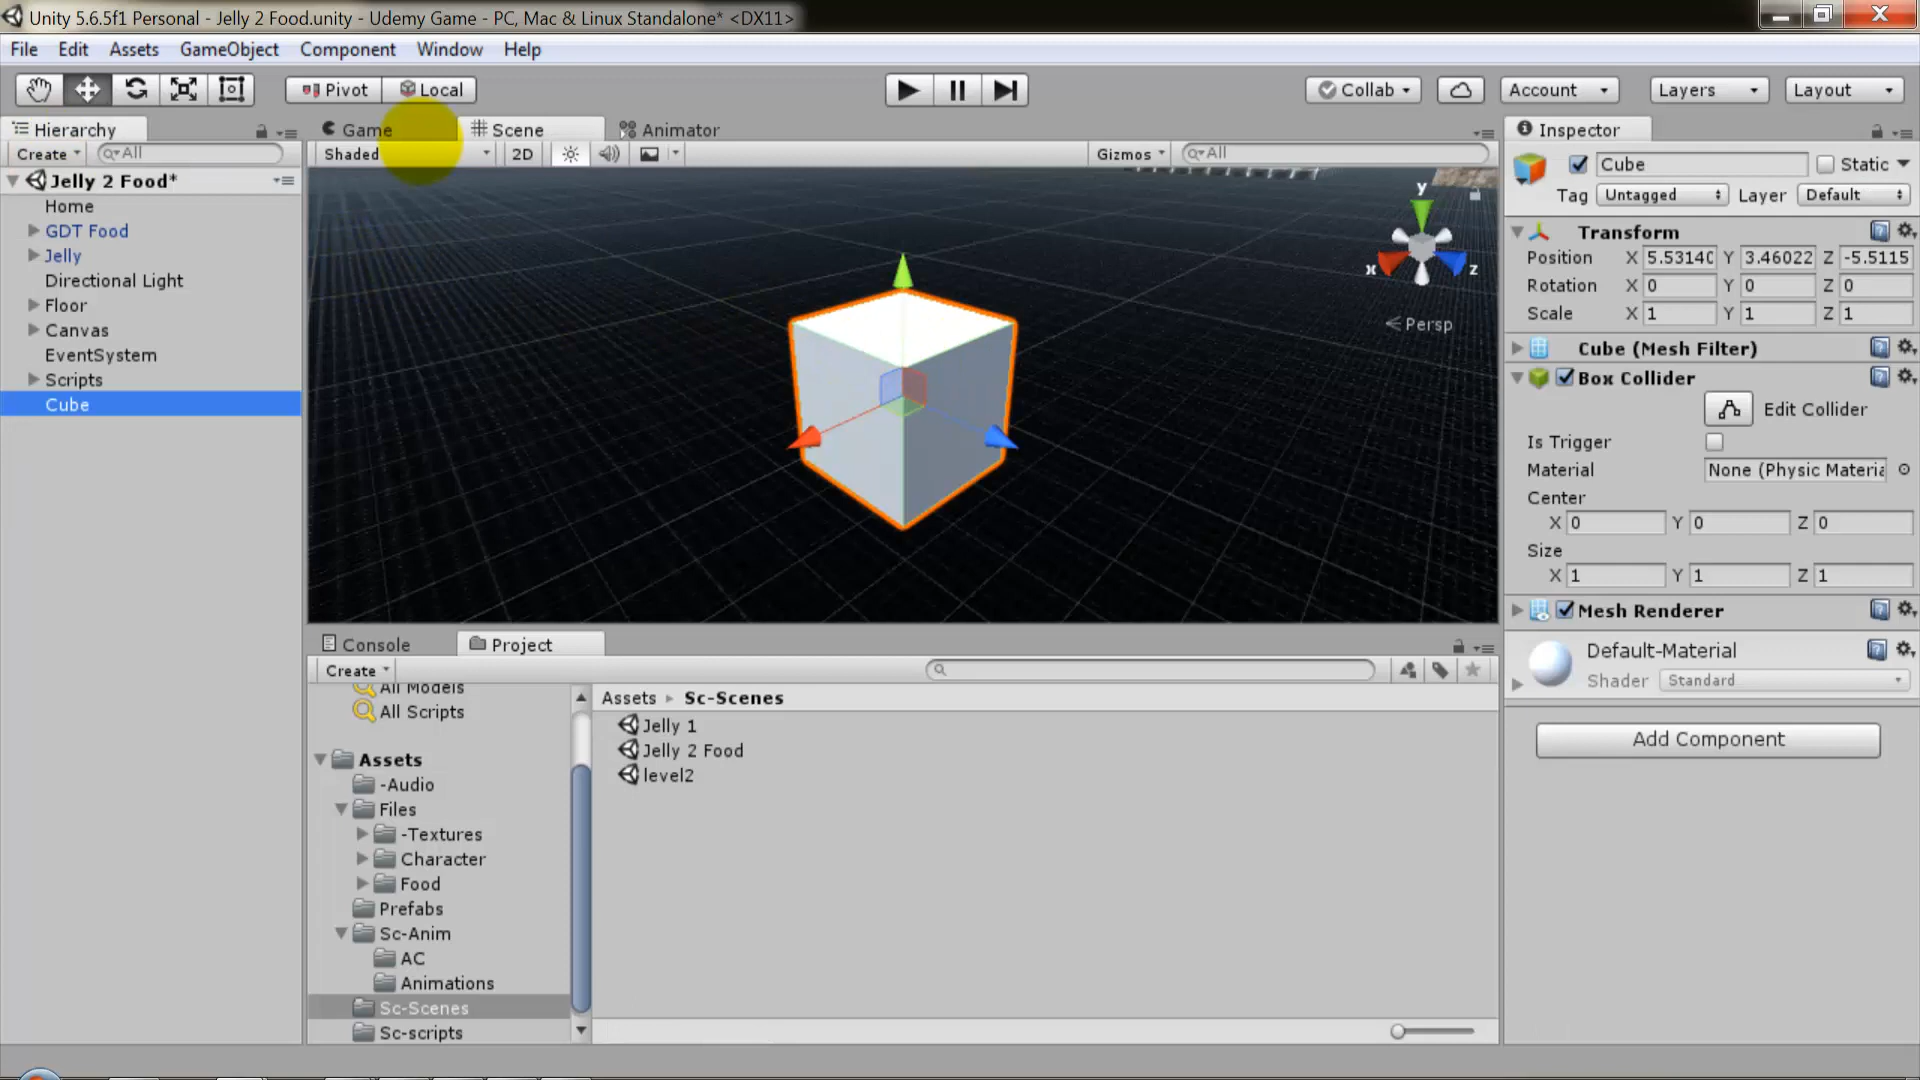 Unity 5.6.5f1 Personal - Jelly 2 Food.unity - Udemy Game - PC, Mac & Linux Standalone* <DX11>
File Edit Assets GameObject Component Window Help
Pivot Local Collab Account Layers Layout
Hierarchy
Create All
Jelly 2 Food*
Home
GDT Food
Jelly
Directional Light
Floor
Canvas
EventSystem
Scripts
Cube
Game Scene Animator
Shaded 2D Gizmos All
y
x z
Persp
Console Project
Create
All Models
All Scripts
Assets
-Audio
Files
-Textures
Character
Food
Prefabs
Sc-Anim
AC
Animations
Sc-Scenes
Sc-scripts
Assets Sc-Scenes
Jelly 1
Jelly 2 Food
level2
Inspector
Cube Static
Tag Untagged Layer Default
Transform
Position X 5.5314 Y 3.46022 Z -5.5115
Rotation X 0 Y 0 Z 0
Scale X 1 Y 1 Z 1
Cube (Mesh Filter)
Box Collider
Edit Collider
Is Trigger
Material None (Physic Materia
Center
X 0 Y 0 Z 0
Size
X 1 Y 1 Z 1
Mesh Renderer
Default-Material
Shader Standard
Add Component